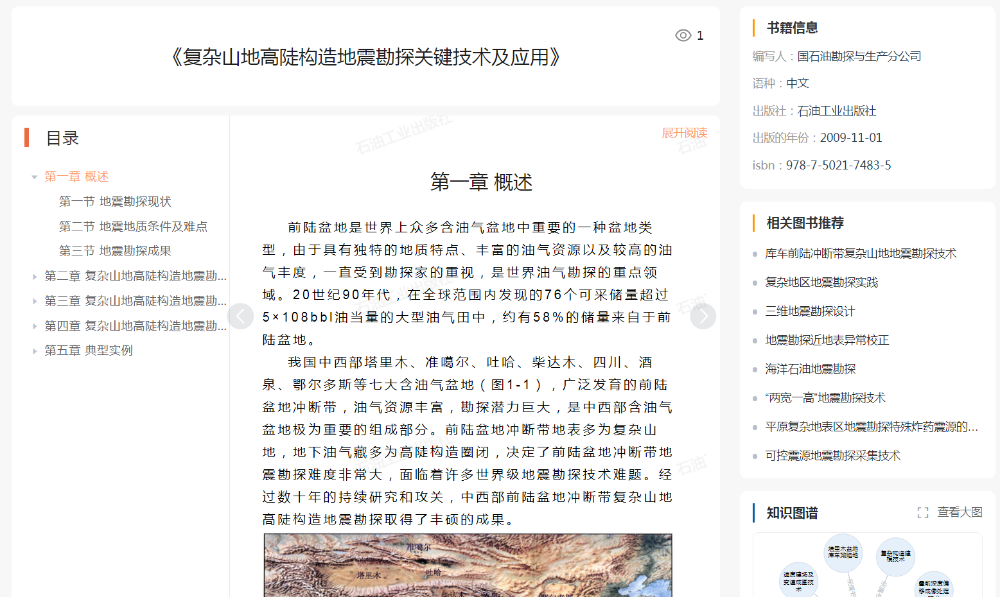 《复杂山地高陡构造地震勘探关键技术及应用》
1
目录
第一章 概述
第一节 地震勘探现状
第二节 地震地质条件及难点
第三节 地震勘探成果
第二章 复杂山地高陡构造地震勘...
第三章 复杂山地高陡构造地震勘...
第四章 复杂山地高陡构造地震勘...
第五章 典型实例
展开阅读
石油工业出版社
石油
第一章 概述
前陆盆地是世界上众多含油气盆地中重要的一种盆地类
型，由于具有独特的地质特点、丰富的油气资源以及较高的油
气丰度，一直受到勘探家的重视，是世界油气勘探的重点领
域。20世纪90年代，在全球范围内发现的76个可采储量超过
5×108bbl油当量的大型油气田中，约有58%的储量来自于前
陆盆地。
我国中西部塔里木、准噶尔、吐哈、柴达木、四川、酒
泉、鄂尔多斯等七大含油气盆地（图1-1），广泛发育的前陆
盆地冲断带，油气资源丰富，勘探潜力巨大，是中西部含油气
盆地极为重要的组成部分。前陆盆地冲断带地表多为复杂山
地，地下油气藏多为高陡构造圈闭，决定了前陆盆地冲断带地
震勘探难度非常大，面临着许多世界级地震勘探技术难题。经
过数十年的持续研究和攻关，中西部前陆盆地冲断带复杂山地
高陡构造地震勘探取得了丰硕的成果。
石油工业出版社
石油
石油工业出版社
石油
准噶尔
塔里木
吐哈
柴达木
书籍信息
编写人：国石油勘探与生产分公司
语种：中文
出版社：石油工业出版社
出版的年份：2009-11-01
isbn：978-7-5021-7483-5
相关图书推荐
库车前陆冲断带复杂山地地震勘探技术
复杂地区地震勘探实践
三维地震勘探设计
地震勘探近地表异常校正
海洋石油地震勘探
“两宽一高”地震勘探技术
平原复杂地表区地震勘探特殊炸药震源的...
可控震源地震勘探采集技术
知识图谱
查看大图
塔里木盆地
库车坳陷地
复杂构造建
模技术
速度建场及
变速成图技
术
叠前深度偏
移成像处理